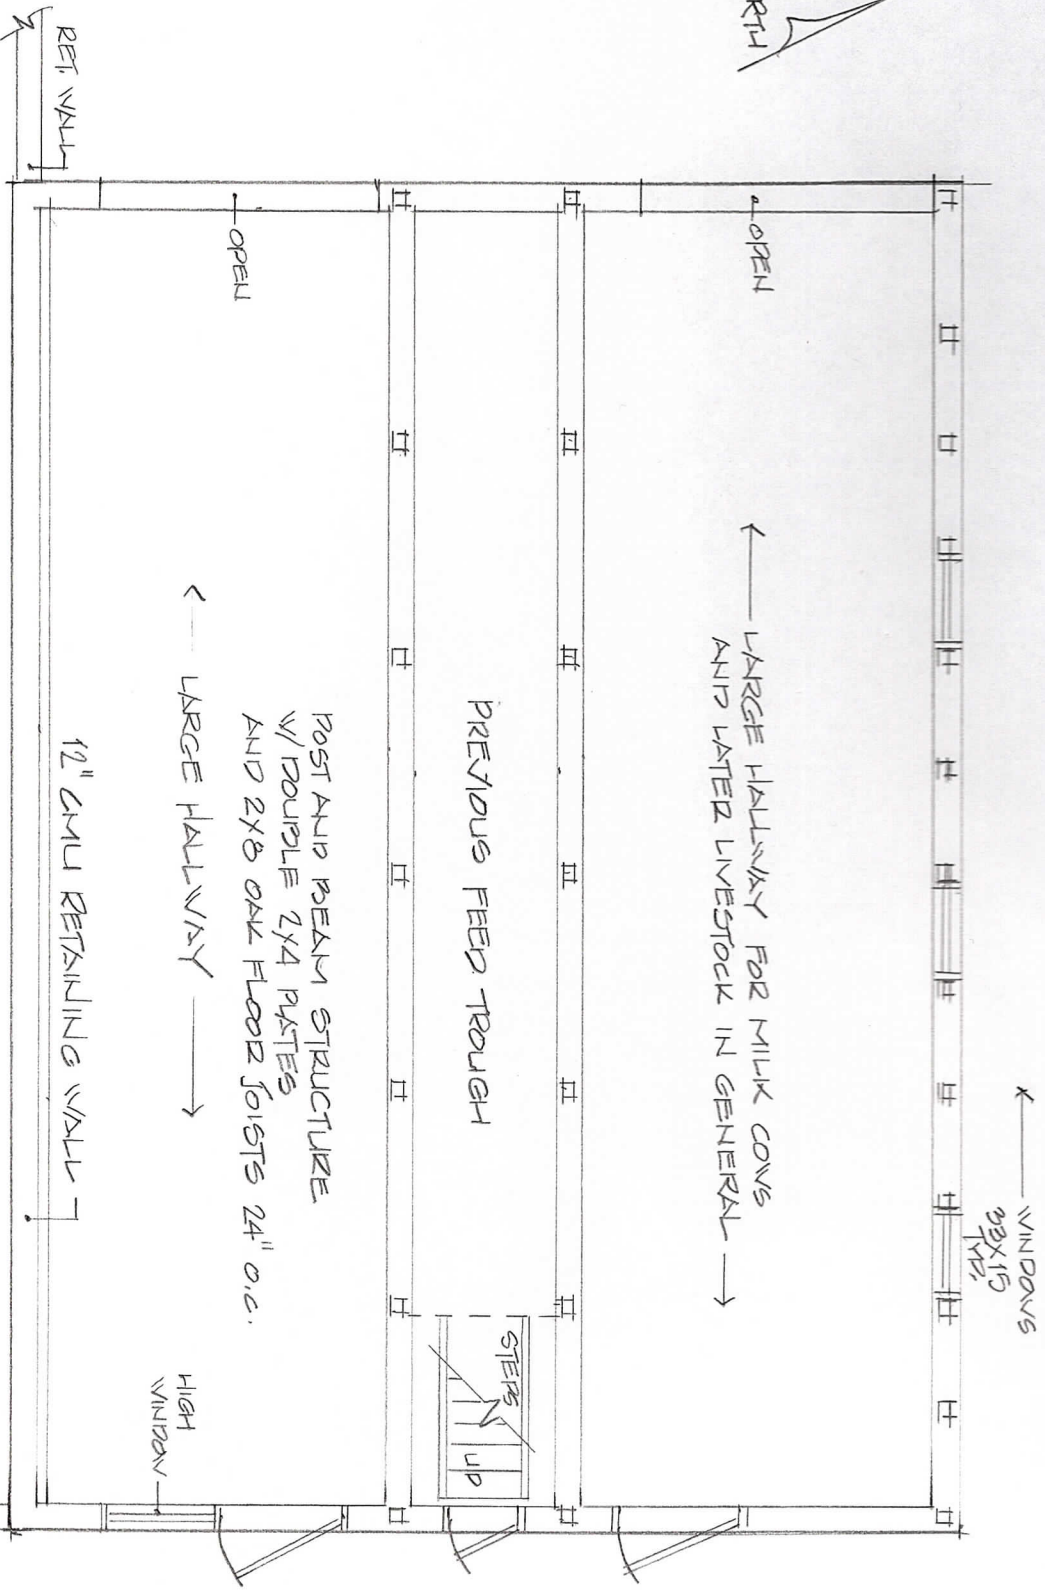 RTH
WINDOWS
33X15
TYP.
OPEN
LARGE HALLWAY FOR MILK COWS
AND LATER LIVESTOCK IN GENERAL
PREVIOUS FEED TROUGH
STEPS
UP
OPEN
POST AND BEAM STRUCTURE
W/ DOUBLE 2X4 PLATES
AND 2X8 OAK FLOOR JOISTS 24" O.C.
LARGE HALLWAY
HIGH
WINDOW
RET. WALL
12" CMU RETAINING WALL